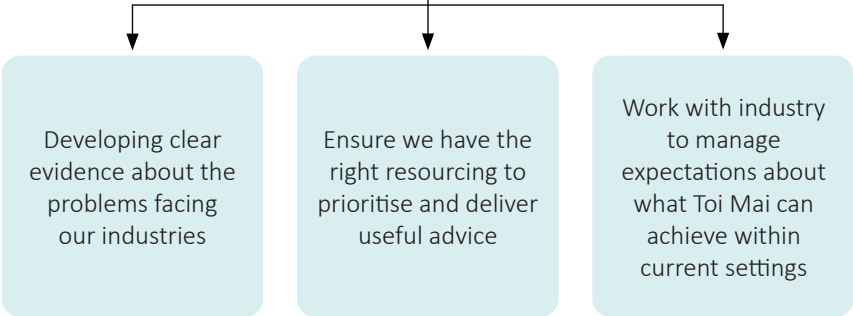 Developing clear
evidence about the
problems facing
our industries
Ensure we have the
right resourcing to
prioritise and deliver
useful advice
Work with industry
to manage
expectations about
what Toi Mai can
achieve within
current settings